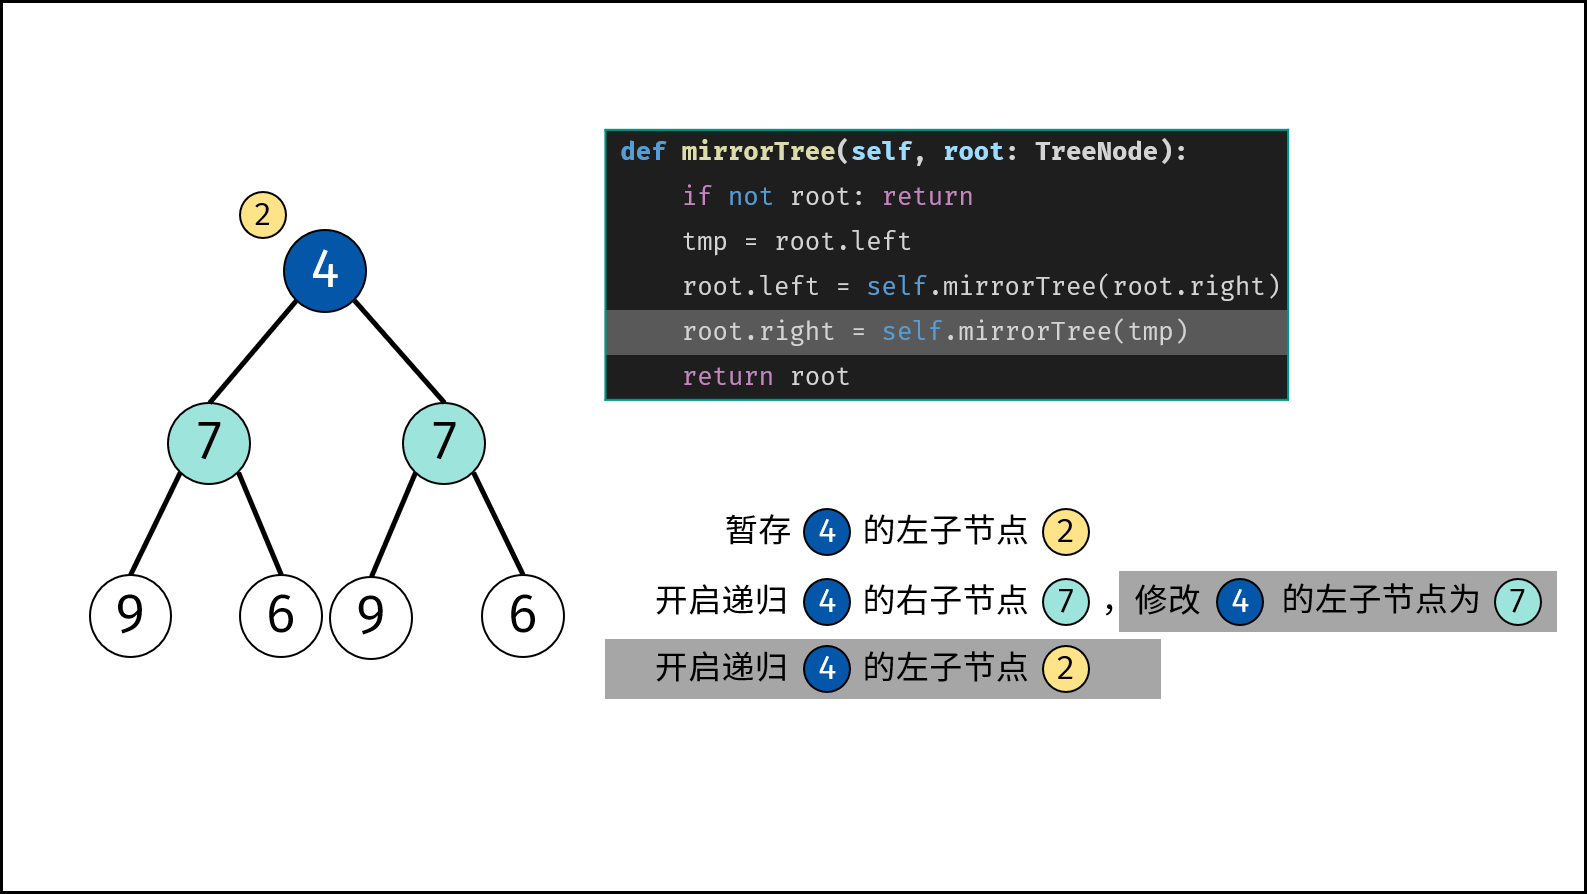 2
4
7 7
9 6 9 6
def mirrorTree(self, root: TreeNode):
if not root: return
tmp = root.left
root.left = self.mirrorTree(root.right)
root.right = self.mirrorTree(tmp)
return root
暂存 4 的左子节点 2
开启递归 4 的右子节点 7 ，修改 4 的左子节点为 7
开启递归 4 的左子节点 2